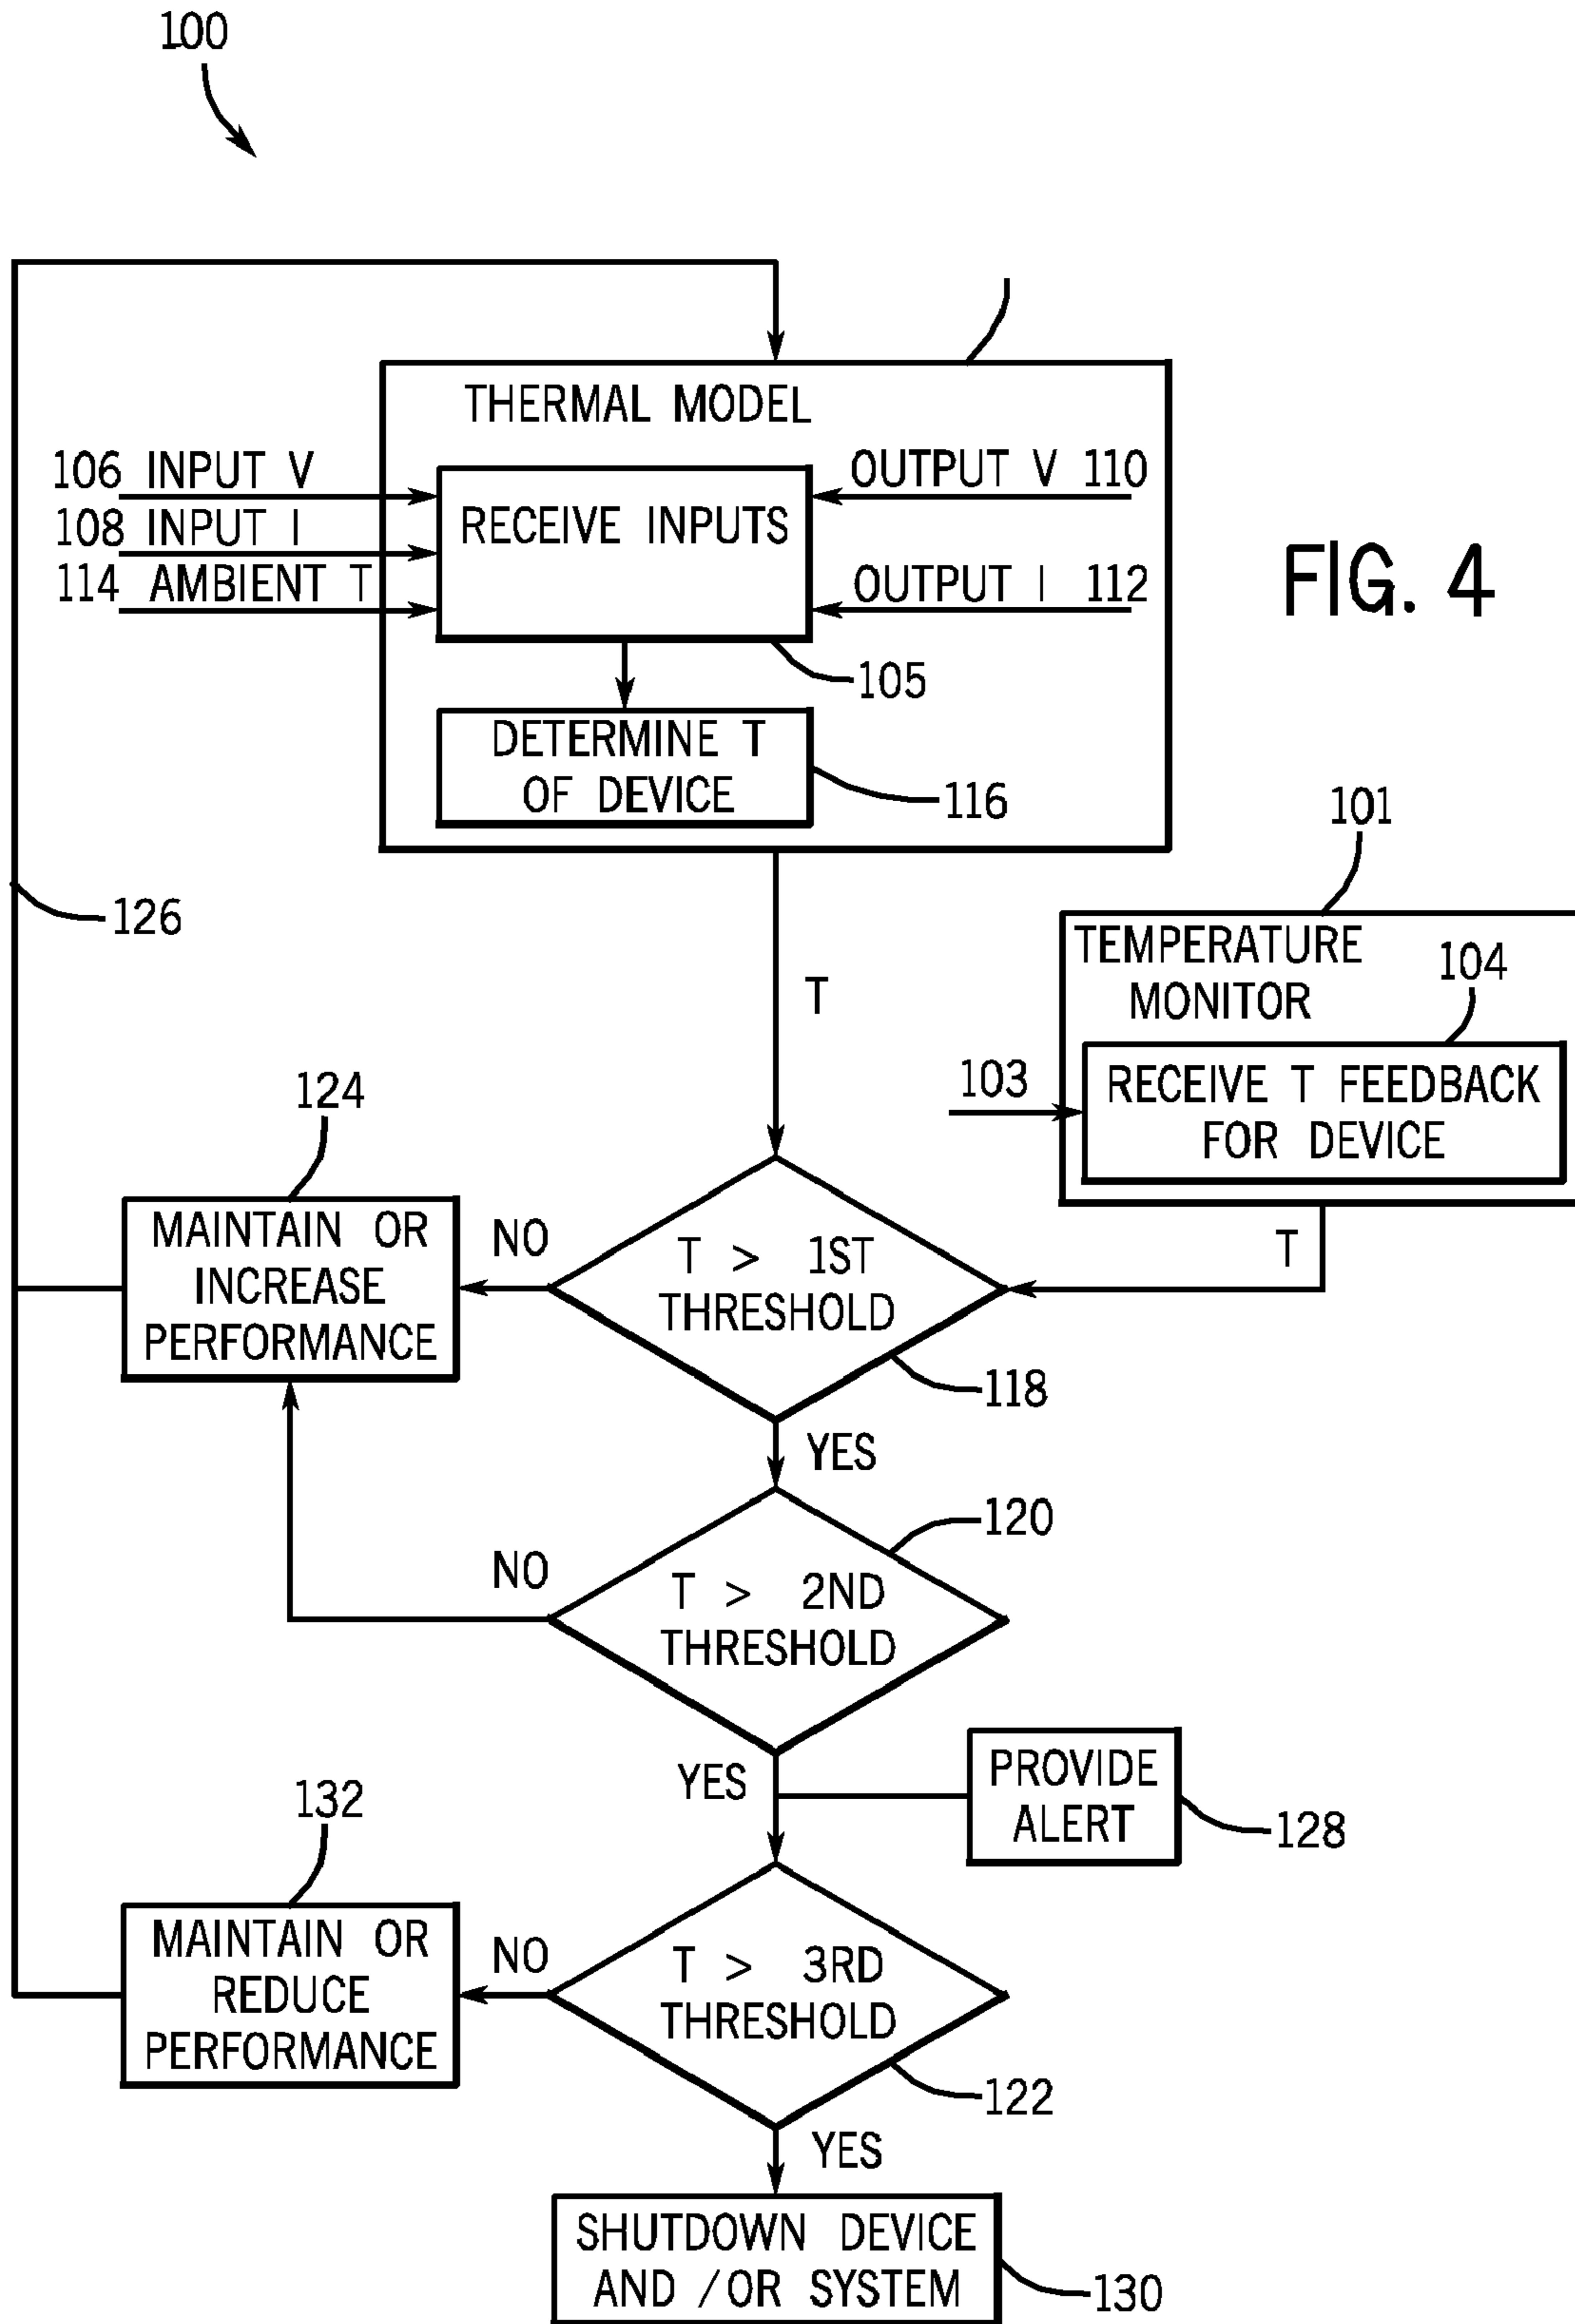 100
THERMAL MODEL
106 INPUT V
108 INPUT I
114 AMBIENT T
RECEIVE INPUTS
OUTPUT V 110
OUTPUT I 112
FIG. 4
105
DETERMINE T
OF DEVICE
116
126
101
TEMPERATURE
MONITOR
104
T
103
RECEIVE T FEEDBACK
FOR DEVICE
T
124
MAINTAIN OR
INCREASE
PERFORMANCE
NO
T > 1ST
THRESHOLD
118
YES
120
NO
T > 2ND
THRESHOLD
YES
PROVIDE
ALERT
128
132
MAINTAIN OR
REDUCE
PERFORMANCE
NO
T > 3RD
THRESHOLD
122
YES
SHUTDOWN DEVICE
AND /OR SYSTEM
130